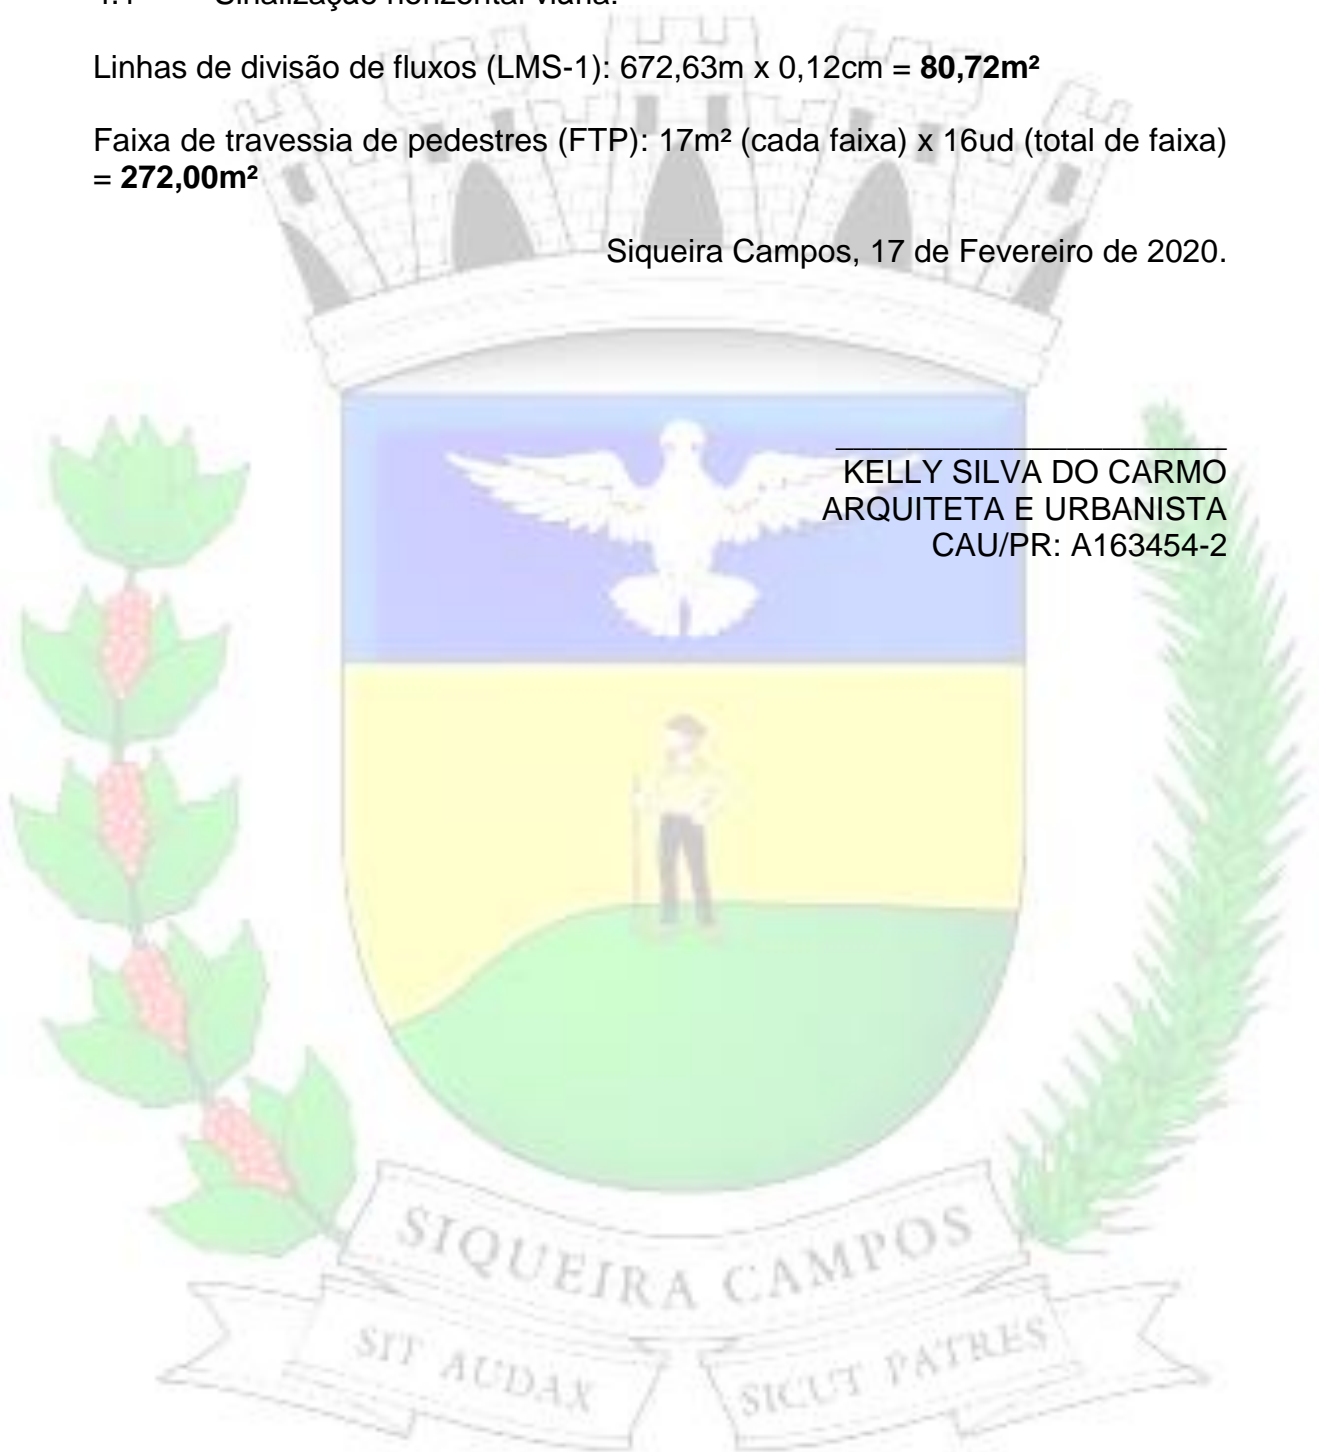 Linhas de divisão de fluxos (LMS-1): 672,63m x 0,12cm = 80,72m²
Faixa de travessia de pedestres (FTP): 17m² (cada faixa) x 16ud (total de faixa)
= 272,00m²
Siqueira Campos, 17 de Fevereiro de 2020.
KELLY SILVA DO CARMO
ARQUITETA E URBANISTA
CAU/PR: A163454-2
SIQUEIRA CAMPOS
SIT AUDAX SICUT PATRES